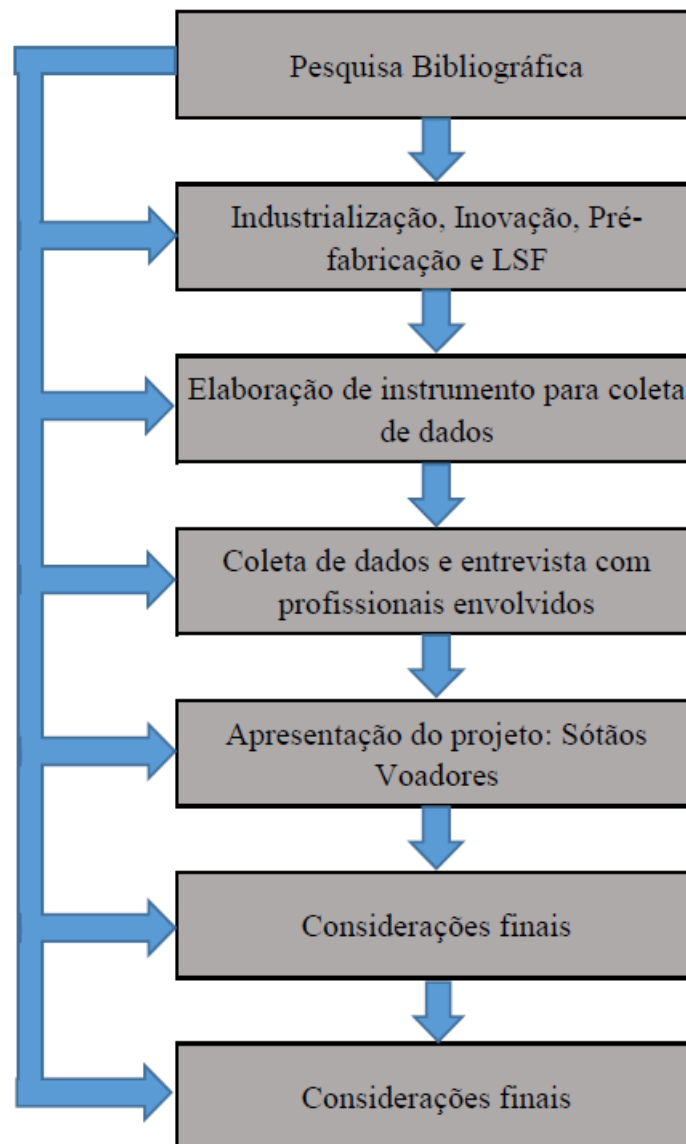 Pesquisa Bibliográfica
Industrialização, Inovação, Pré-
fabricação e LSF
Elaboração de instrumento para coleta
de dados
Coleta de dados e entrevista com
profissionais envolvidos
Apresentação do projeto: Sótãos
Voadores
Considerações finais
Considerações finais